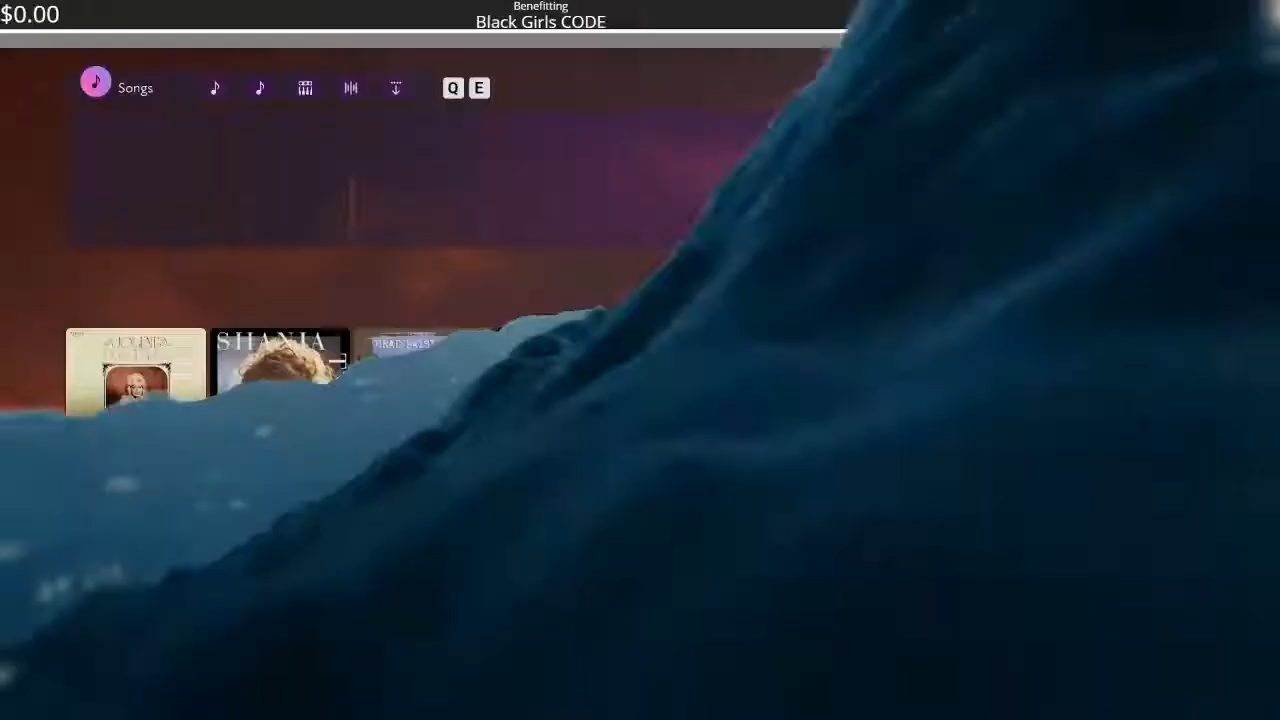 $0.00
Benefitting
Black Girls CODE
Songs
Q E
SHANIA